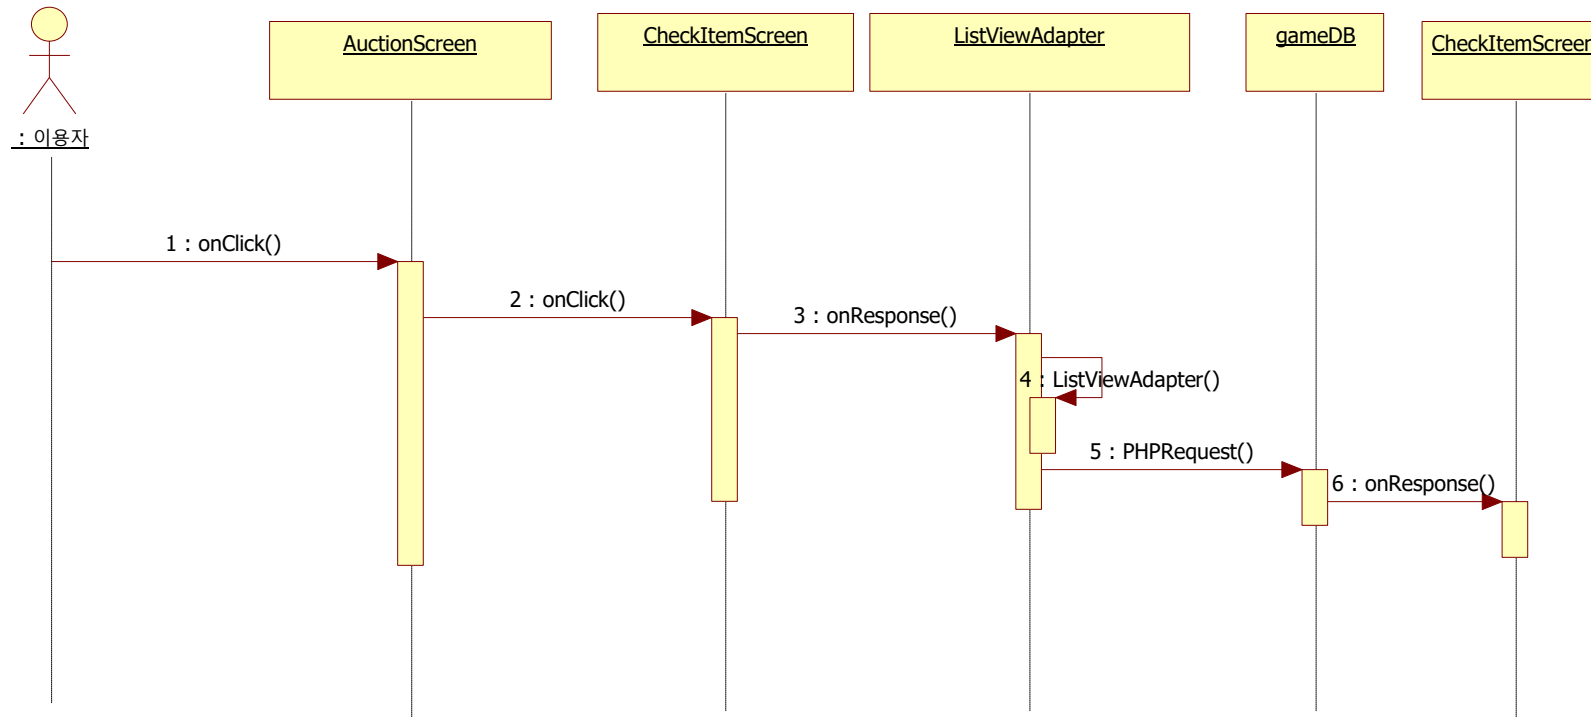 AuctionScreen
CheckItemScreen
ListViewAdapter
gameDB
CheckItemScreen
: 이용자
1 : onClick()
2 : onClick()
3 : onResponse()
4 : ListViewAdapter()
5 : PHPRequest()
6 : onResponse()